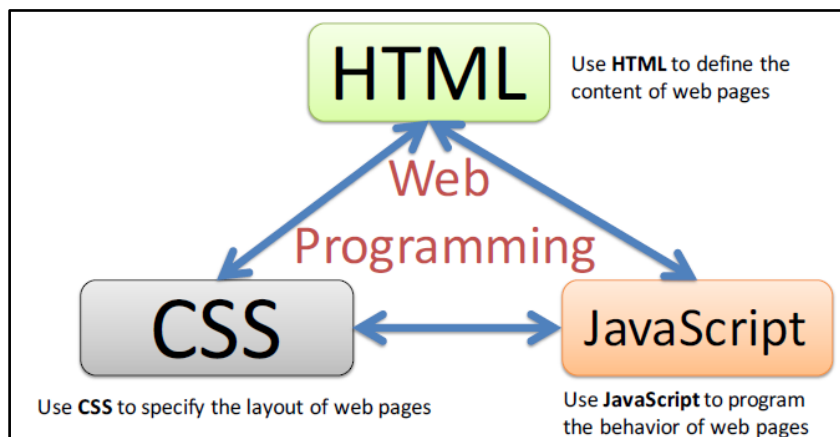 HTML
Use HTML to define the
content of web pages
Web
Programming
CSS
JavaScript
Use CSS to specify the layout of web pages
Use JavaScript to program
the behavior of web pages